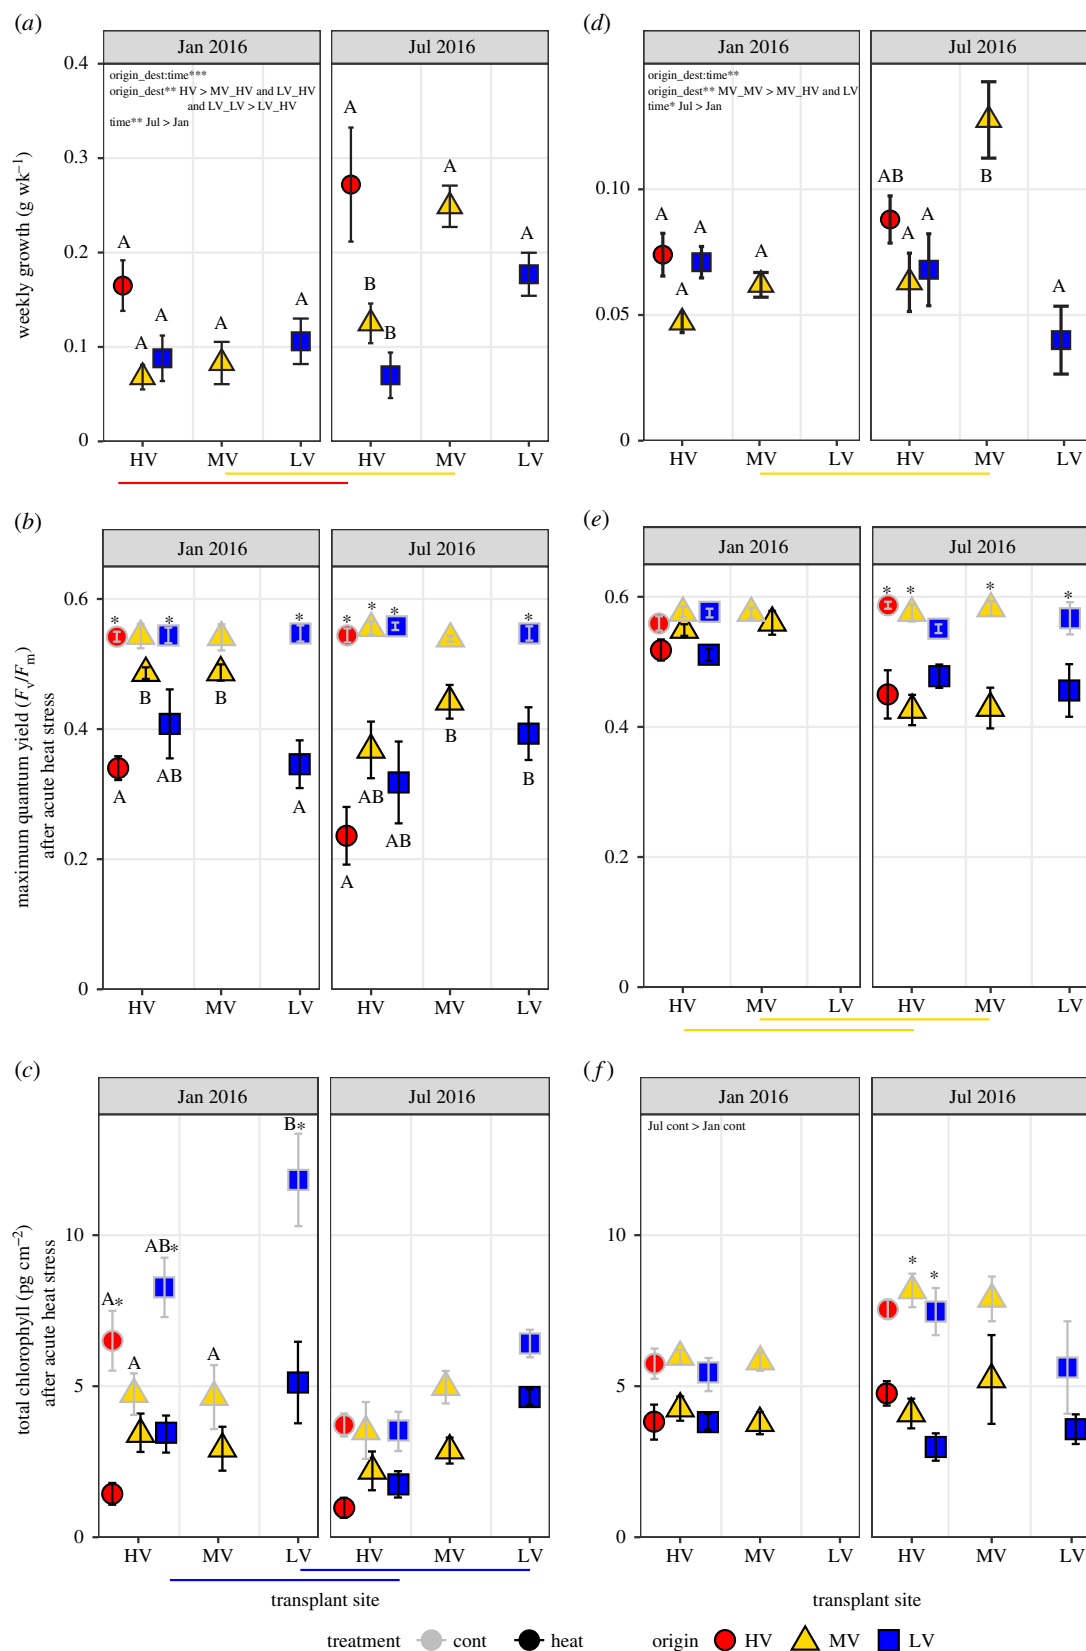 (a)
Jan 2016
Jul 2016
weekly growth (g wk⁻¹)
0.4
0.3
0.2
0.1
0
origin_dest:time***
origin_dest** HV > MV_HV and LV_HV
and LV_LV > LV_HV
time** Jul > Jan
A
A
A
A
A
A
B
B
A
A
HV
MV
LV
HV
MV
LV
(d)
Jan 2016
Jul 2016
0.10
0.05
0
origin_dest:time**
origin_dest** MV_MV > MV_HV and LV
time* Jul > Jan
A
A
A
A
AB
A
A
B
A
HV
MV
LV
HV
MV
LV
(b)
Jan 2016
Jul 2016
maximum quantum yield (Fv/Fm)
after acute heat stress
0.6
0.4
0.2
0
*
*
*
*
*
*
*
A
B
AB
B
A
A
AB
AB
B
B
HV
MV
LV
HV
MV
LV
(e)
Jan 2016
Jul 2016
0.6
0.4
0.2
0
*
*
*
*
HV
MV
LV
HV
MV
LV
(c)
Jan 2016
Jul 2016
total chlorophyll (pg cm⁻²)
after acute heat stress
10
5
0
A*
A
AB*
A
B*
HV
MV
LV
HV
MV
LV
transplant site
(f)
Jan 2016
Jul 2016
10
5
0
Jul cont > Jan cont
*
*
HV
MV
LV
HV
MV
LV
transplant site
treatment cont heat origin HV MV LV